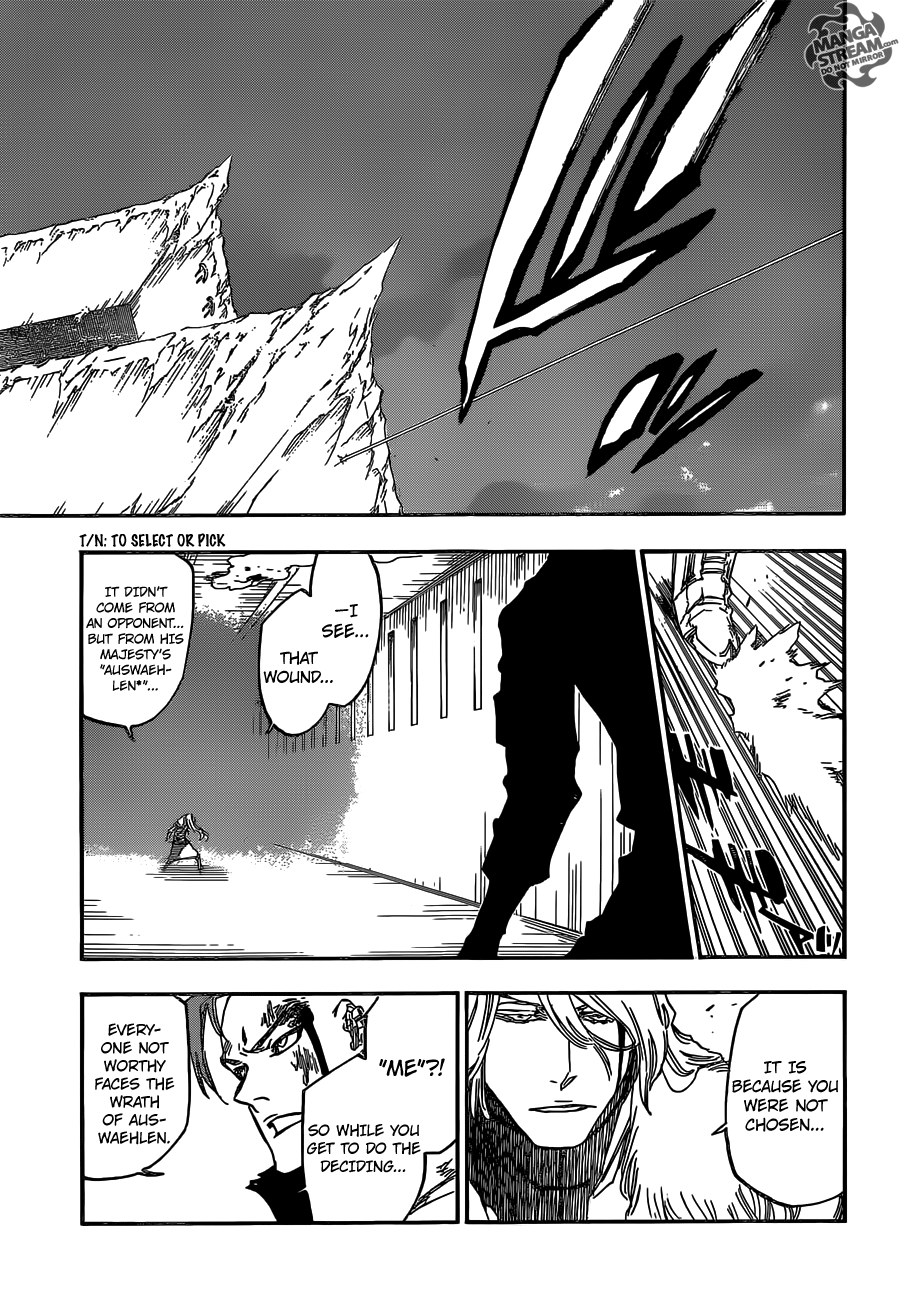 MANGA
STREAM.com
DO NOT MIRROR
T/N: TO SELECT OR PICK
—I
SEE...
THAT
WOUND...
IT DIDN'T
COME FROM
AN OPPONENT...
BUT FROM HIS
MAJESTY'S
"AUSWAEH-
LEN*"...
IT IS
BECAUSE YOU
WERE NOT
CHOSEN...
"ME"?!
SO WHILE YOU
GET TO DO THE
DECIDING...
EVERY-
ONE NOT
WORTHY
FACES THE
WRATH
OF AUS-
WAEHLEN.